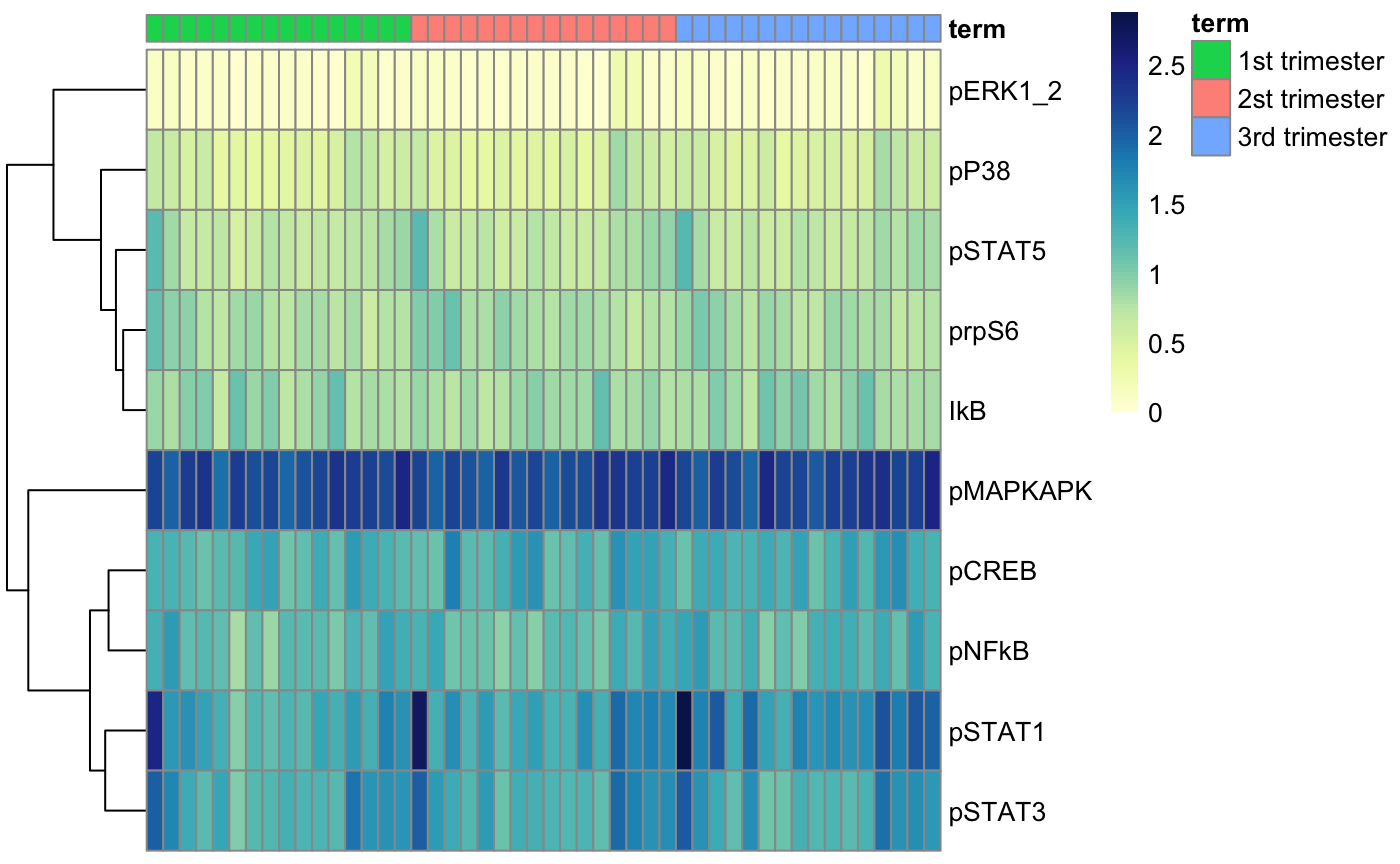 term
pERK1_2
pP38
pSTAT5
prpS6
IkB
pMAPKAPK
pCREB
pNFkB
pSTAT1
pSTAT3
2.5
2
1.5
1
0.5
0
term
1st trimester
2st trimester
3rd trimester